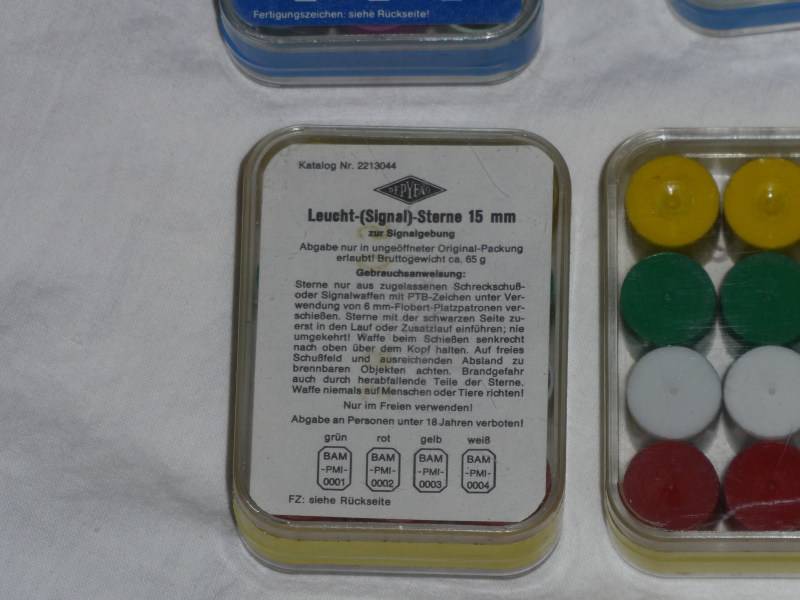 Fertigungszeichen: siehe Rückseite!
Katalog Nr. 2213044
DEPYFAG
Leucht-(Signal)-Sterne 15 mm
zur Signalgebung
Abgabe nur in ungeöffneter Original-Packung
erlaubt! Bruttogewicht ca. 65 g
Gebrauchsanweisung:
Sterne nur aus zugelassenen Schreckschuß-
oder Signalwaffen mit PTB-Zeichen unter Ver-
wendung von 6 mm-Flobert-Platzpatronen ver-
schießen. Sterne mit der schwarzen Seite zu-
erst in den Lauf oder Zusatzlauf einführen; nie
umgekehrt! Waffe beim Schießen senkrecht
nach oben über dem Kopf halten. Auf freies
Schußfeld und ausreichenden Abstand zu
brennbaren Objekten achten. Brandgefahr
auch durch herabfallende Teile der Sterne.
Waffe niemals auf Menschen oder Tiere richten!
Nur im Freien verwenden!
Abgabe an Personen unter 18 Jahren verboten!
grün rot gelb weiß
BAM BAM BAM BAM
-PMI- -PMI- -PMI- -PMI-
0001 0002 0003 0004
FZ: siehe Rückseite